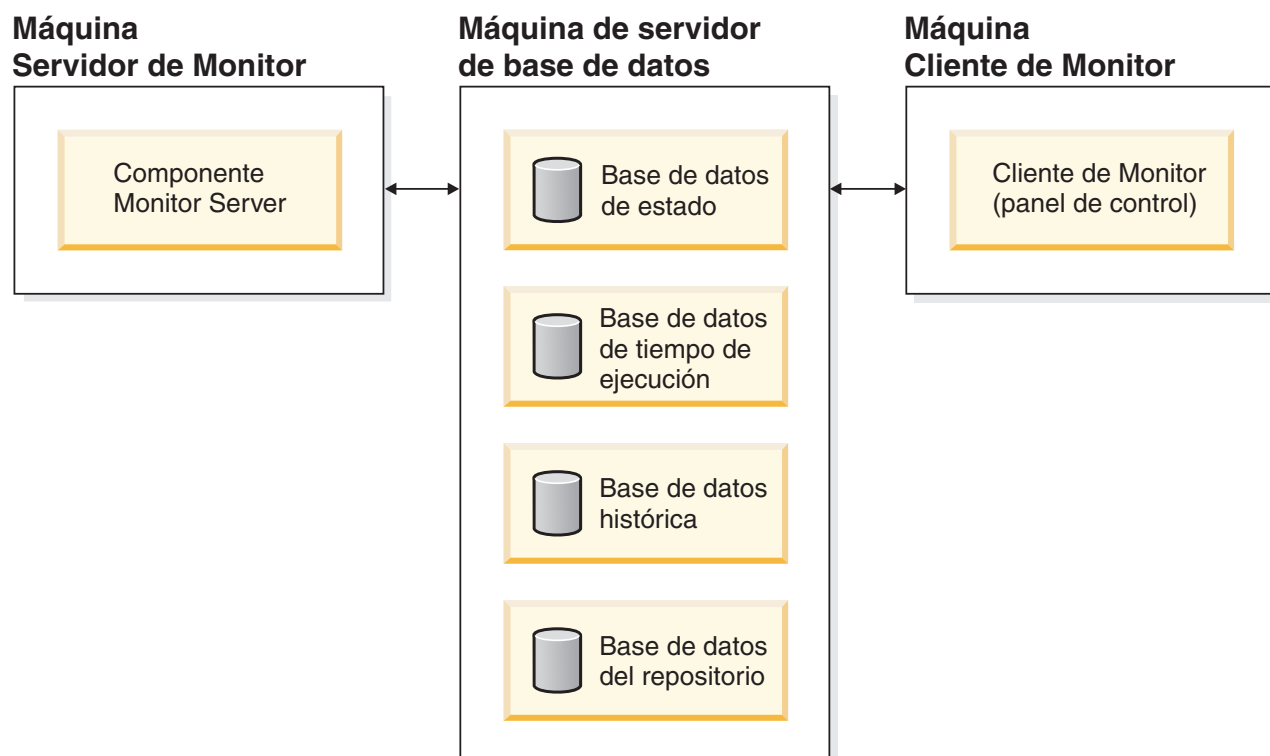 Máquina
Servidor de Monitor
Máquina de servidor
de base de datos
Máquina
Cliente de Monitor
Componente
Monitor Server
Base de datos
de estado
Base de datos
de tiempo de
ejecución
Base de datos
histórica
Base de datos
del repositorio
Cliente de Monitor
(panel de control)